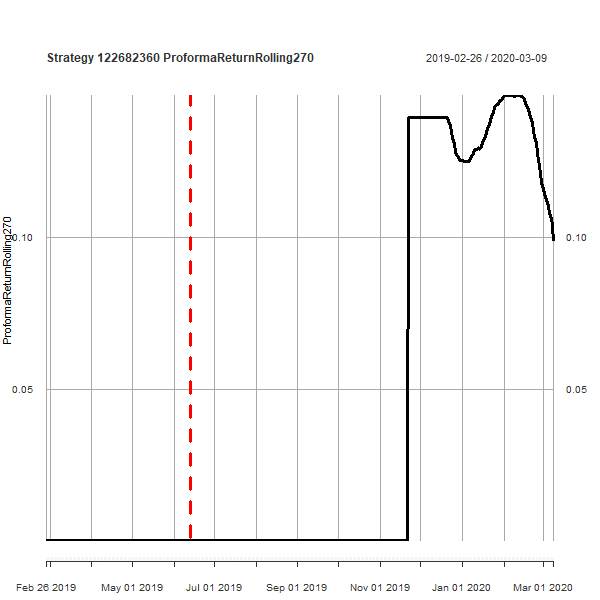 Strategy 122682360 ProformaReturnRolling270
2019-02-26 / 2020-03-09
ProformaReturnRolling270
0.10
0.10
0.05
0.05
Feb 26 2019
May 01 2019
Jul 01 2019
Sep 01 2019
Nov 01 2019
Jan 01 2020
Mar 01 2020